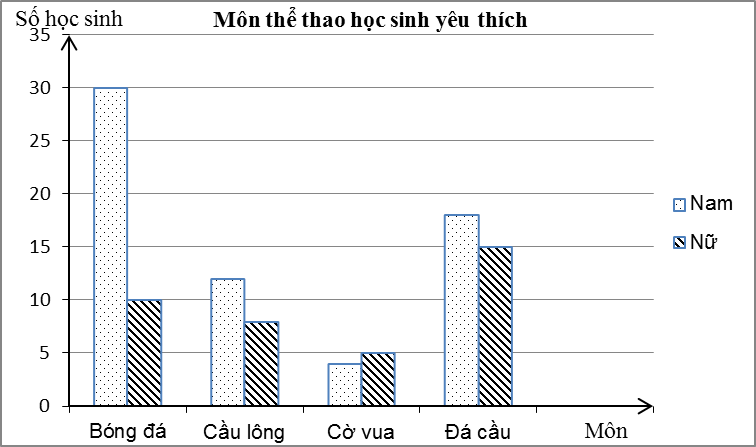 Số học sinh
Môn thể thao học sinh yêu thích
35
30
25
20
15
10
5
0
Bóng đá
Cầu lông
Cờ vua
Đá cầu
Môn
Nam
Nữ